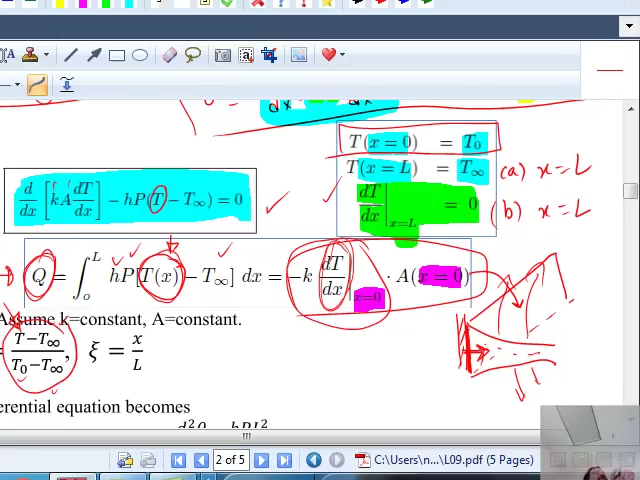 T(x=0) = T₀
T(x=L) = T∞ (a) x=L
d/dx [kA dT/dx] − hP(T − T∞) = 0
dT/dx |x=L = 0 (b) x=L
Q = ∫ₒᴸ hP[T(x) − T∞] dx = −k dT/dx |x=0 · A(x=0)
Assume k=constant, A=constant.
= T−T∞ / T₀−T∞ , ξ = x/L
erential equation becomes
2 of 5
C:\Users\n...\L09.pdf (5 Pages)